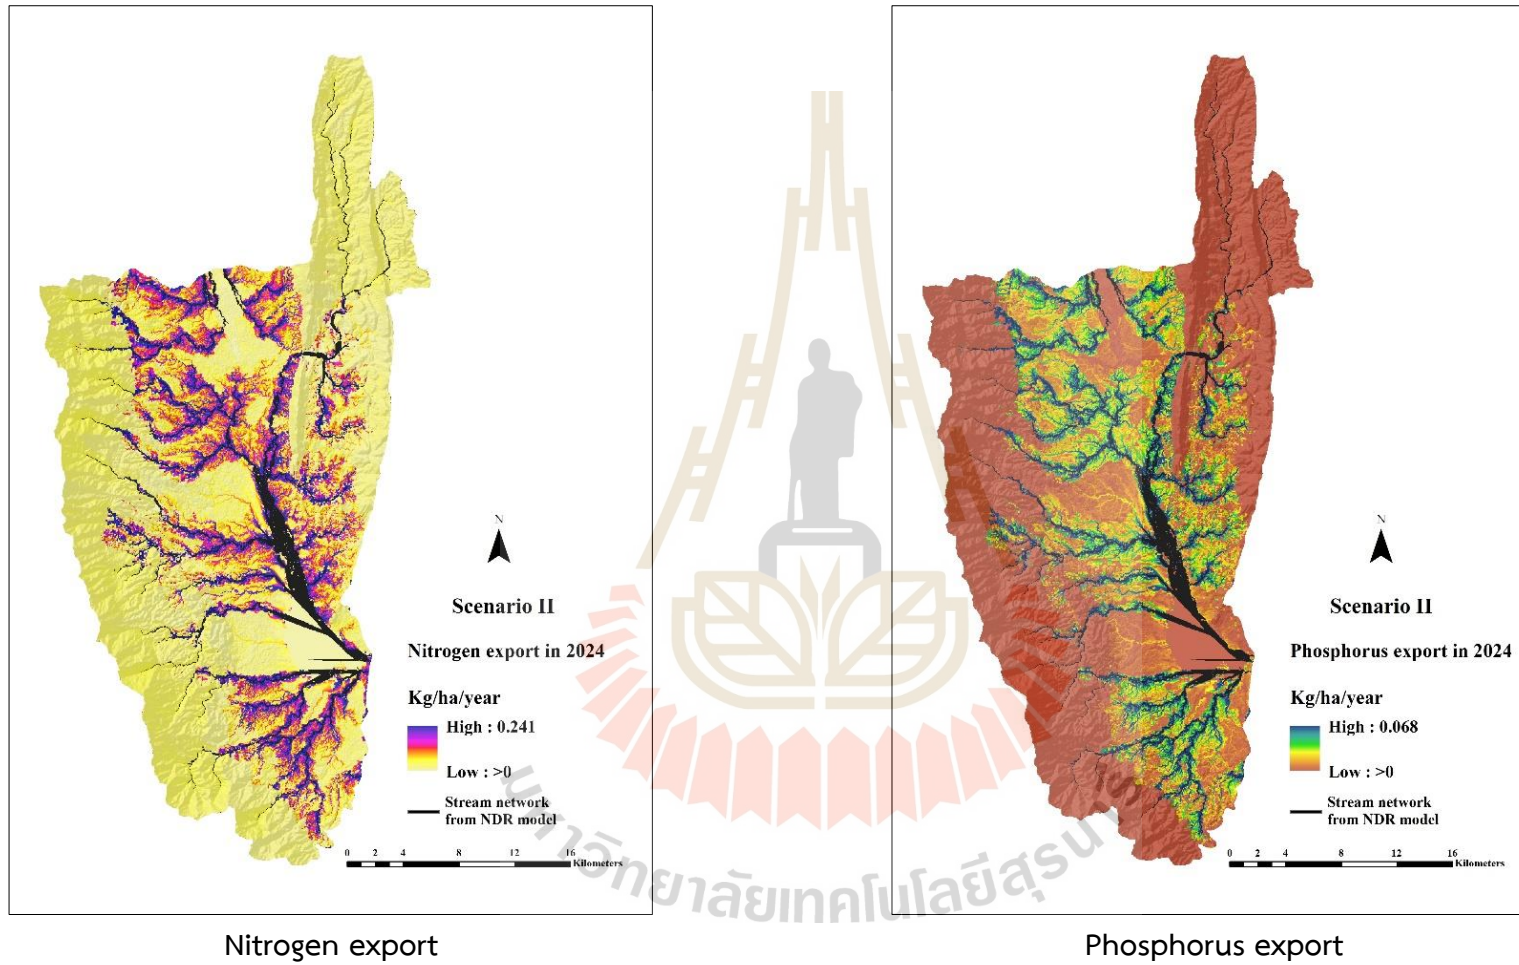 N
Scenario II
Nitrogen export in 2024
Kg/ha/year
High : 0.241
Low : >0
Stream network
from NDR model
0 2 4 8 12 16
Kilometers
Nitrogen export
N
Scenario II
Phosphorus export in 2024
Kg/ha/year
High : 0.068
Low : >0
Stream network
from NDR model
0 2 4 8 12 16
Kilometers
Phosphorus export
มหาวิทยาลัยเทคโนโลยีสุรนารี